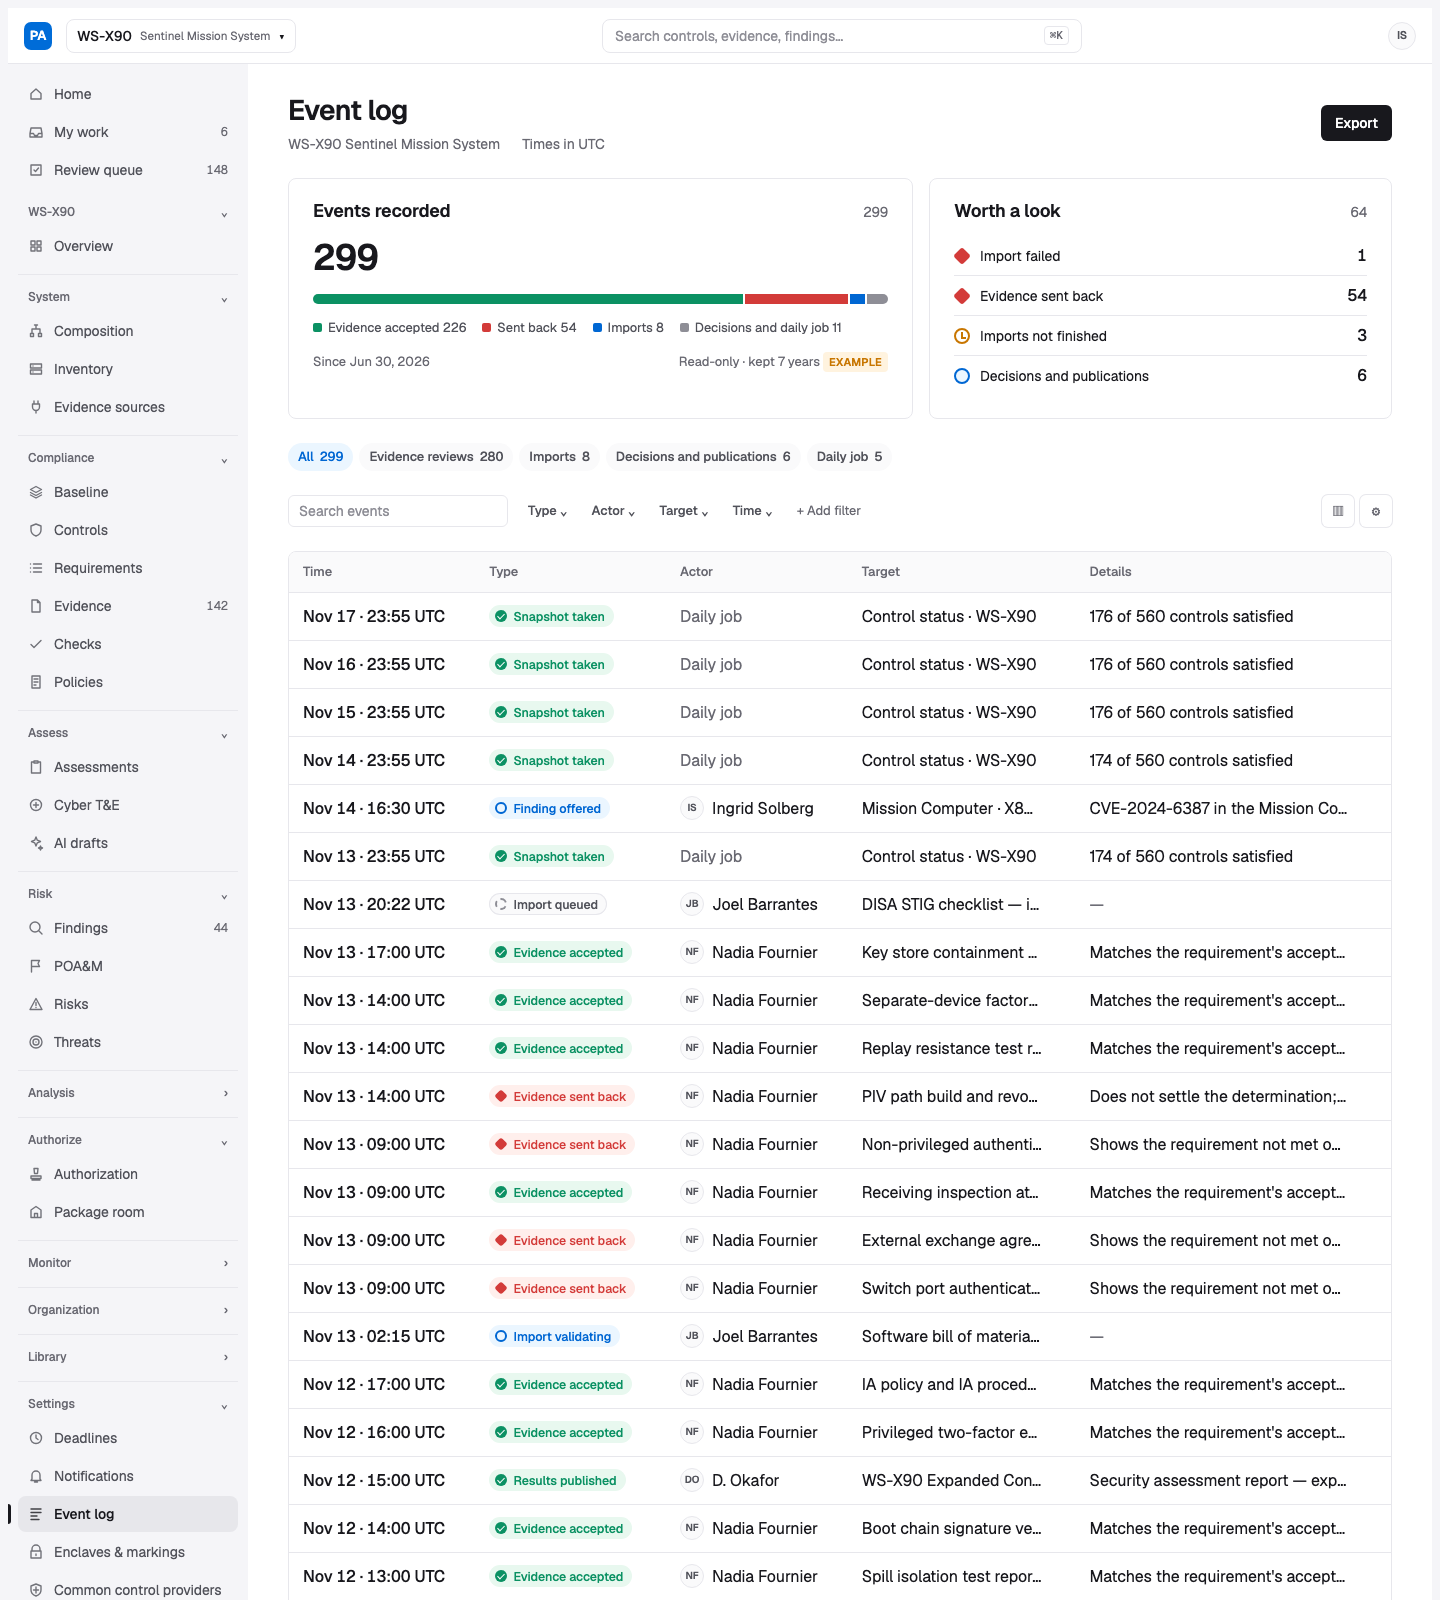 PA
WS-X90 Sentinel Mission System ▾
Search controls, evidence, findings... ⌘K
IS
Home
My work 6
Review queue 148
WS-X90
Overview
System
Composition
Inventory
Evidence sources
Compliance
Baseline
Controls
Requirements
Evidence 142
Checks
Policies
Assess
Assessments
Cyber T&E
AI drafts
Risk
Findings 44
POA&M
Risks
Threats
Analysis
Authorize
Authorization
Package room
Monitor
Organization
Library
Settings
Deadlines
Notifications
Event log
Enclaves & markings
Common control providers
Event log
WS-X90 Sentinel Mission System Times in UTC
Export
Events recorded 299
299
Evidence accepted 226 Sent back 54 Imports 8 Decisions and daily job 11
Since Jun 30, 2026 Read-only · kept 7 years EXAMPLE
Worth a look 64
Import failed 1
Evidence sent back 54
Imports not finished 3
Decisions and publications 6
All 299 Evidence reviews 280 Imports 8 Decisions and publications 6 Daily job 5
Search events Type Actor Target Time + Add filter
Time Type Actor Target Details
Nov 17 · 23:55 UTC Snapshot taken Daily job Control status · WS-X90 176 of 560 controls satisfied
Nov 16 · 23:55 UTC Snapshot taken Daily job Control status · WS-X90 176 of 560 controls satisfied
Nov 15 · 23:55 UTC Snapshot taken Daily job Control status · WS-X90 176 of 560 controls satisfied
Nov 14 · 23:55 UTC Snapshot taken Daily job Control status · WS-X90 174 of 560 controls satisfied
Nov 14 · 16:30 UTC Finding offered IS Ingrid Solberg Mission Computer · X8... CVE-2024-6387 in the Mission Co...
Nov 13 · 23:55 UTC Snapshot taken Daily job Control status · WS-X90 174 of 560 controls satisfied
Nov 13 · 20:22 UTC Import queued JB Joel Barrantes DISA STIG checklist — i... —
Nov 13 · 17:00 UTC Evidence accepted NF Nadia Fournier Key store containment ... Matches the requirement's accept...
Nov 13 · 14:00 UTC Evidence accepted NF Nadia Fournier Separate-device factor... Matches the requirement's accept...
Nov 13 · 14:00 UTC Evidence accepted NF Nadia Fournier Replay resistance test r... Matches the requirement's accept...
Nov 13 · 14:00 UTC Evidence sent back NF Nadia Fournier PIV path build and revo... Does not settle the determination;...
Nov 13 · 09:00 UTC Evidence sent back NF Nadia Fournier Non-privileged authenti... Shows the requirement not met o...
Nov 13 · 09:00 UTC Evidence accepted NF Nadia Fournier Receiving inspection at... Matches the requirement's accept...
Nov 13 · 09:00 UTC Evidence sent back NF Nadia Fournier External exchange agre... Shows the requirement not met o...
Nov 13 · 09:00 UTC Evidence sent back NF Nadia Fournier Switch port authenticat... Shows the requirement not met o...
Nov 13 · 02:15 UTC Import validating JB Joel Barrantes Software bill of materia... —
Nov 12 · 17:00 UTC Evidence accepted NF Nadia Fournier IA policy and IA proced... Matches the requirement's accept...
Nov 12 · 16:00 UTC Evidence accepted NF Nadia Fournier Privileged two-factor e... Matches the requirement's accept...
Nov 12 · 15:00 UTC Results published DO D. Okafor WS-X90 Expanded Con... Security assessment report — exp...
Nov 12 · 14:00 UTC Evidence accepted NF Nadia Fournier Boot chain signature ve... Matches the requirement's accept...
Nov 12 · 13:00 UTC Evidence accepted NF Nadia Fournier Spill isolation test repor... Matches the requirement's accept...